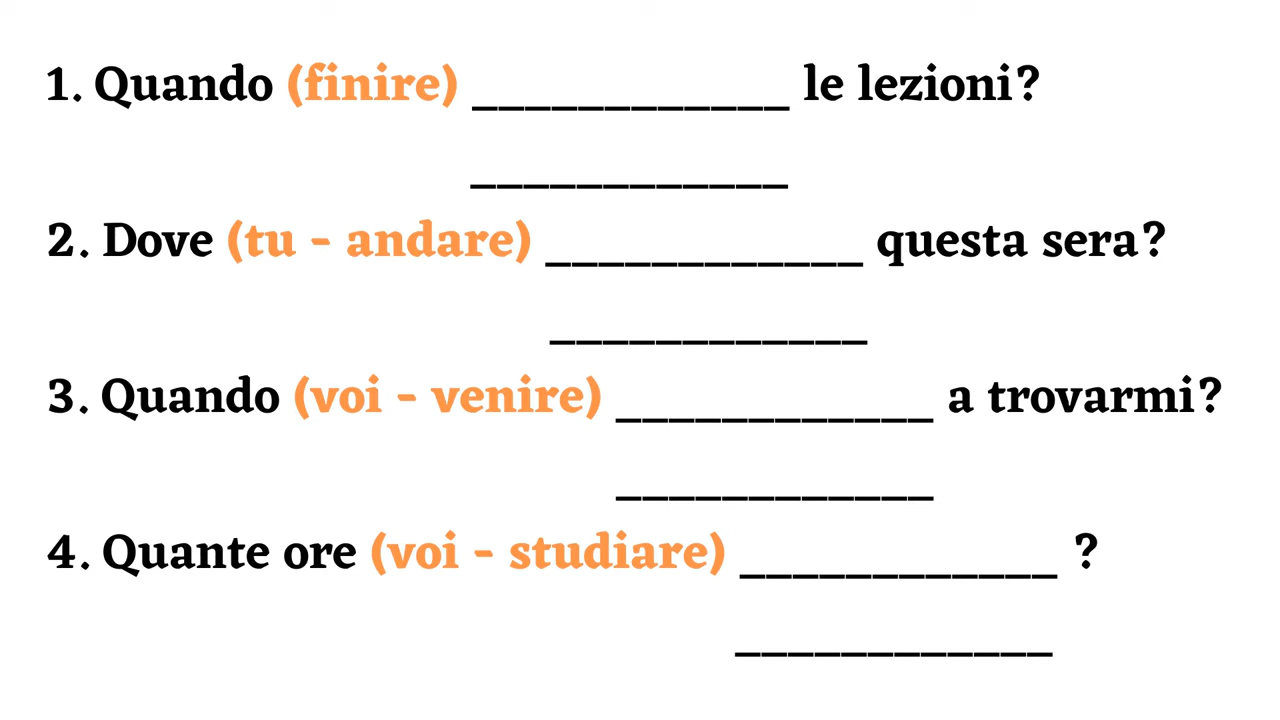 1. Quando (finire) ____________ le lezioni?
____________
2. Dove (tu - andare) ____________ questa sera?
____________
3. Quando (voi - venire) ____________ a trovarmi?
____________
4. Quante ore (voi - studiare) ____________ ?
____________